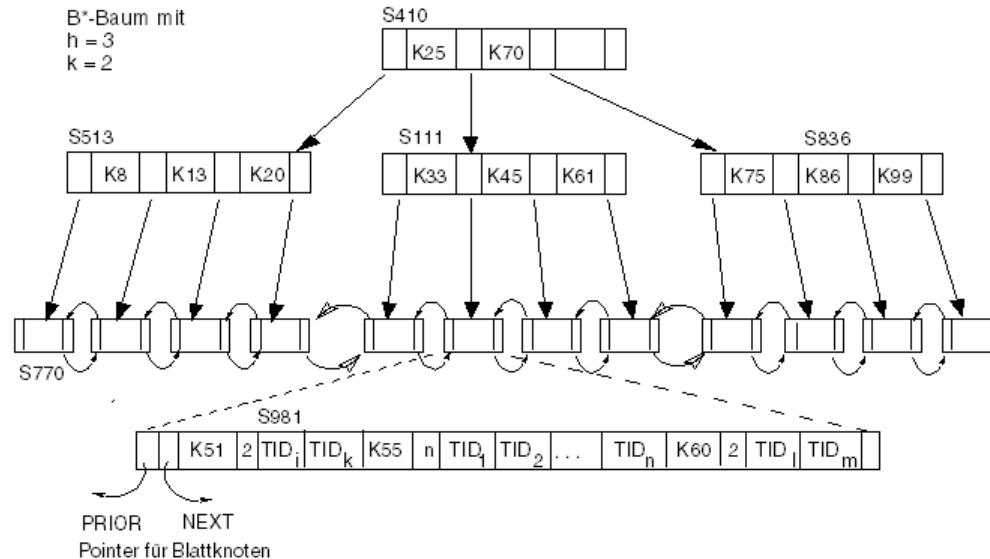 B*-Baum mit
h = 3
k = 2
S410
K25 K70
S513
K8 K13 K20
S111
K33 K45 K61
S836
K75 K86 K99
S770
S981
K51 2 TIDi TIDk K55 n TID1 TID2 ... TIDn K60 2 TIDl TIDm
PRIOR NEXT
Pointer für Blattknoten